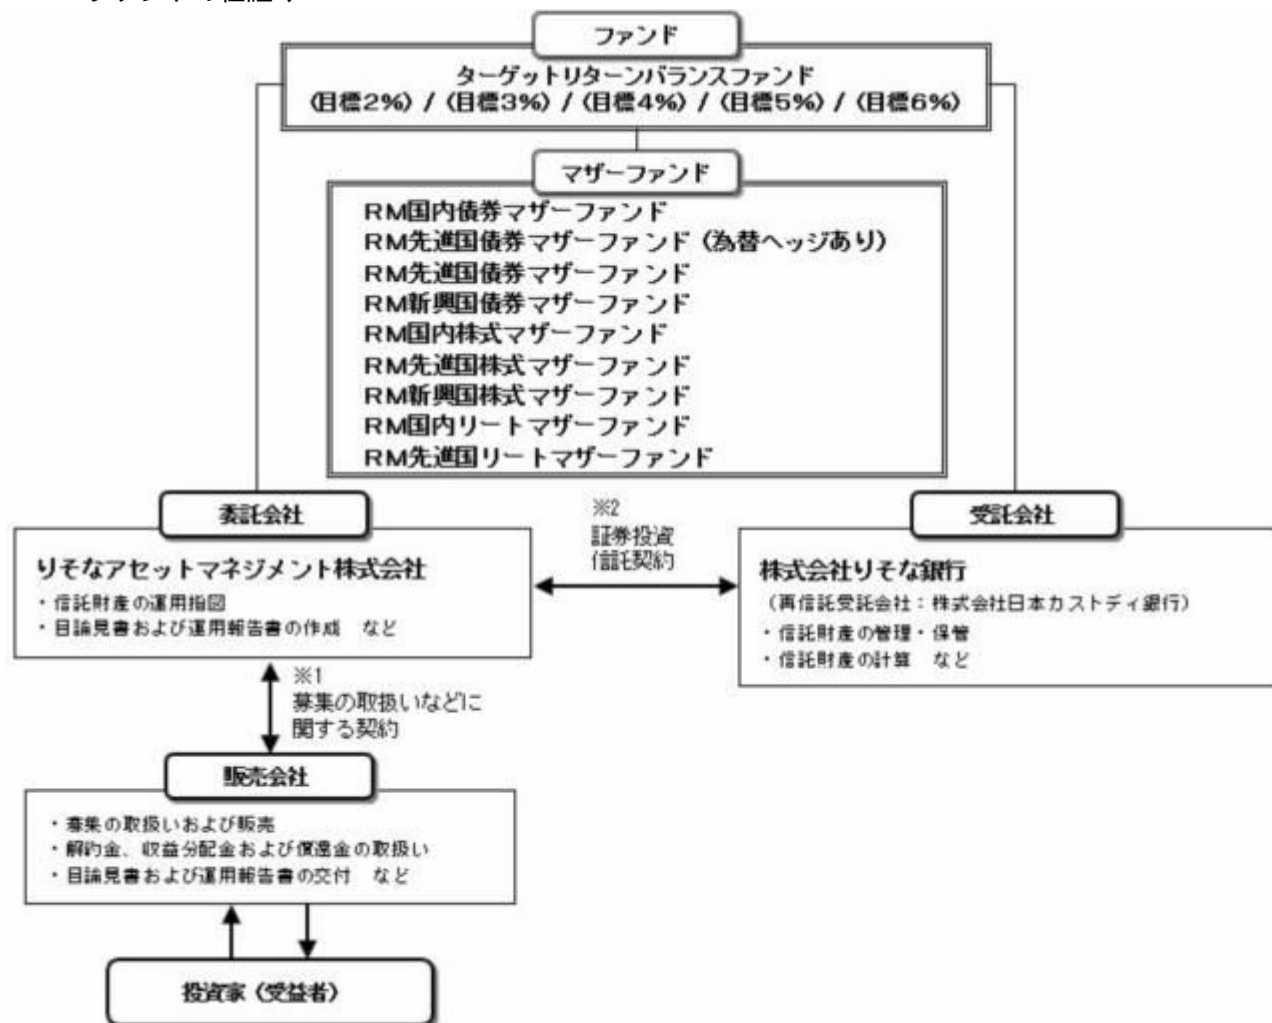 ファンドの仕組み
ファンド
ターゲットリターンバランスファンド
(目標2%) / (目標3%) / (目標4%) / (目標5%) / (目標6%)
マザーファンド
RM国内債券マザーファンド
RM先進国債券マザーファンド (為替ヘッジあり)
RM先進国債券マザーファンド
RM新興国債券マザーファンド
RM国内株式マザーファンド
RM先進国株式マザーファンド
RM新興国株式マザーファンド
RM国内リートマザーファンド
RM先進国リートマザーファンド
委託会社
りそなアセットマネジメント株式会社
・信託財産の運用指図
・目論見書および運用報告書の作成 など
※2
証券投資
信託契約
受託会社
株式会社りそな銀行
(再信託受託会社:株式会社日本カストディ銀行)
・信託財産の管理・保管
・信託財産の計算 など
※1
募集の取扱いなどに
関する契約
販売会社
・募集の取扱いおよび販売
・解約金、収益分配金および償還金の取扱い
・目論見書および運用報告書の交付 など
投資家 (受益者)